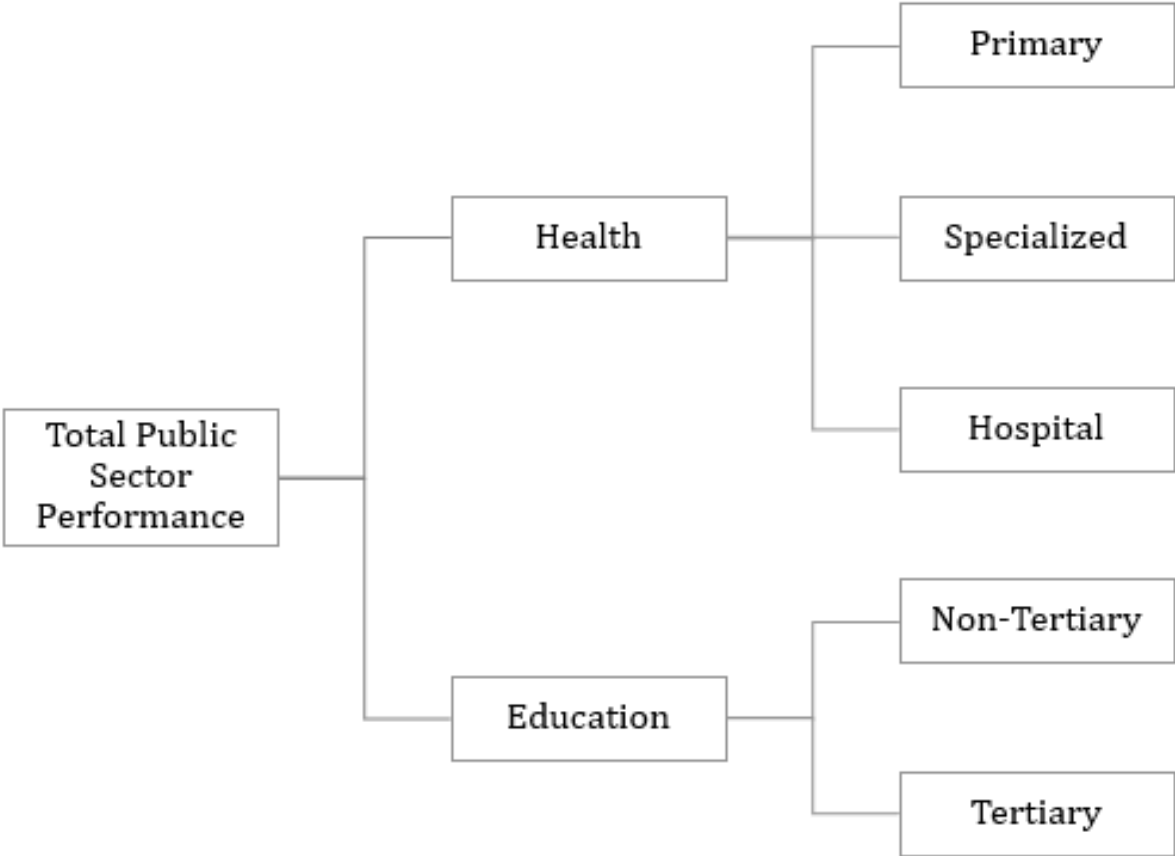 Primary
Health
Specialized
Hospital
Total Public
Sector
Performance
Non-Tertiary
Education
Tertiary